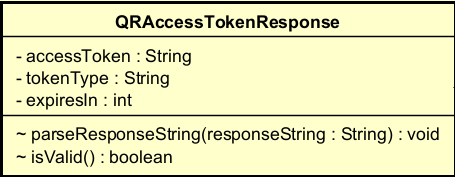 QRAccessTokenResponse
- accessToken : String
- tokenType : String
- expiresIn : int
~ parseResponseString(responseString : String) : void
~ isValid() : boolean